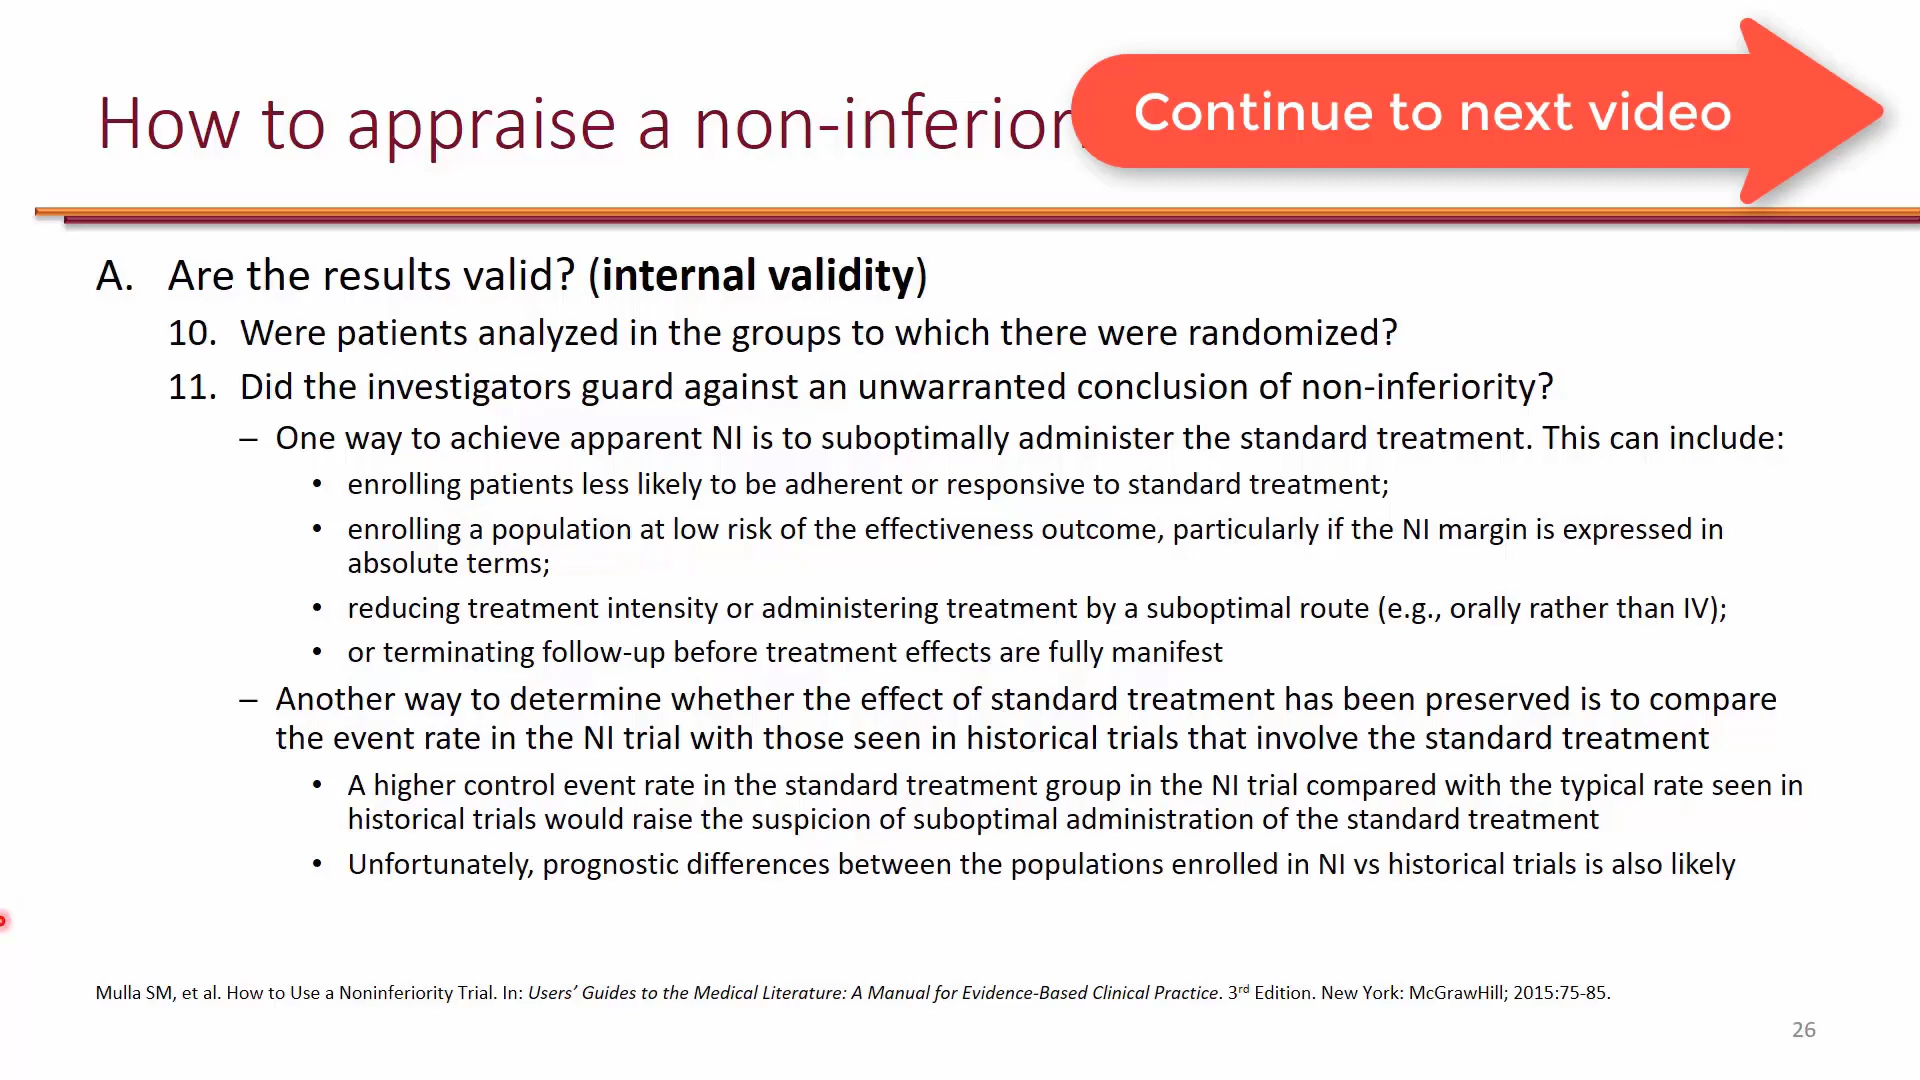 How to appraise a non-inferior
Continue to next video
A. Are the results valid? (internal validity)
10. Were patients analyzed in the groups to which there were randomized?
11. Did the investigators guard against an unwarranted conclusion of non-inferiority?
– One way to achieve apparent NI is to suboptimally administer the standard treatment. This can include:
• enrolling patients less likely to be adherent or responsive to standard treatment;
• enrolling a population at low risk of the effectiveness outcome, particularly if the NI margin is expressed in
absolute terms;
• reducing treatment intensity or administering treatment by a suboptimal route (e.g., orally rather than IV);
• or terminating follow-up before treatment effects are fully manifest
– Another way to determine whether the effect of standard treatment has been preserved is to compare
the event rate in the NI trial with those seen in historical trials that involve the standard treatment
• A higher control event rate in the standard treatment group in the NI trial compared with the typical rate seen in
historical trials would raise the suspicion of suboptimal administration of the standard treatment
• Unfortunately, prognostic differences between the populations enrolled in NI vs historical trials is also likely
Mulla SM, et al. How to Use a Noninferiority Trial. In: Users’ Guides to the Medical Literature: A Manual for Evidence-Based Clinical Practice. 3rd Edition. New York: McGrawHill; 2015:75-85.
26